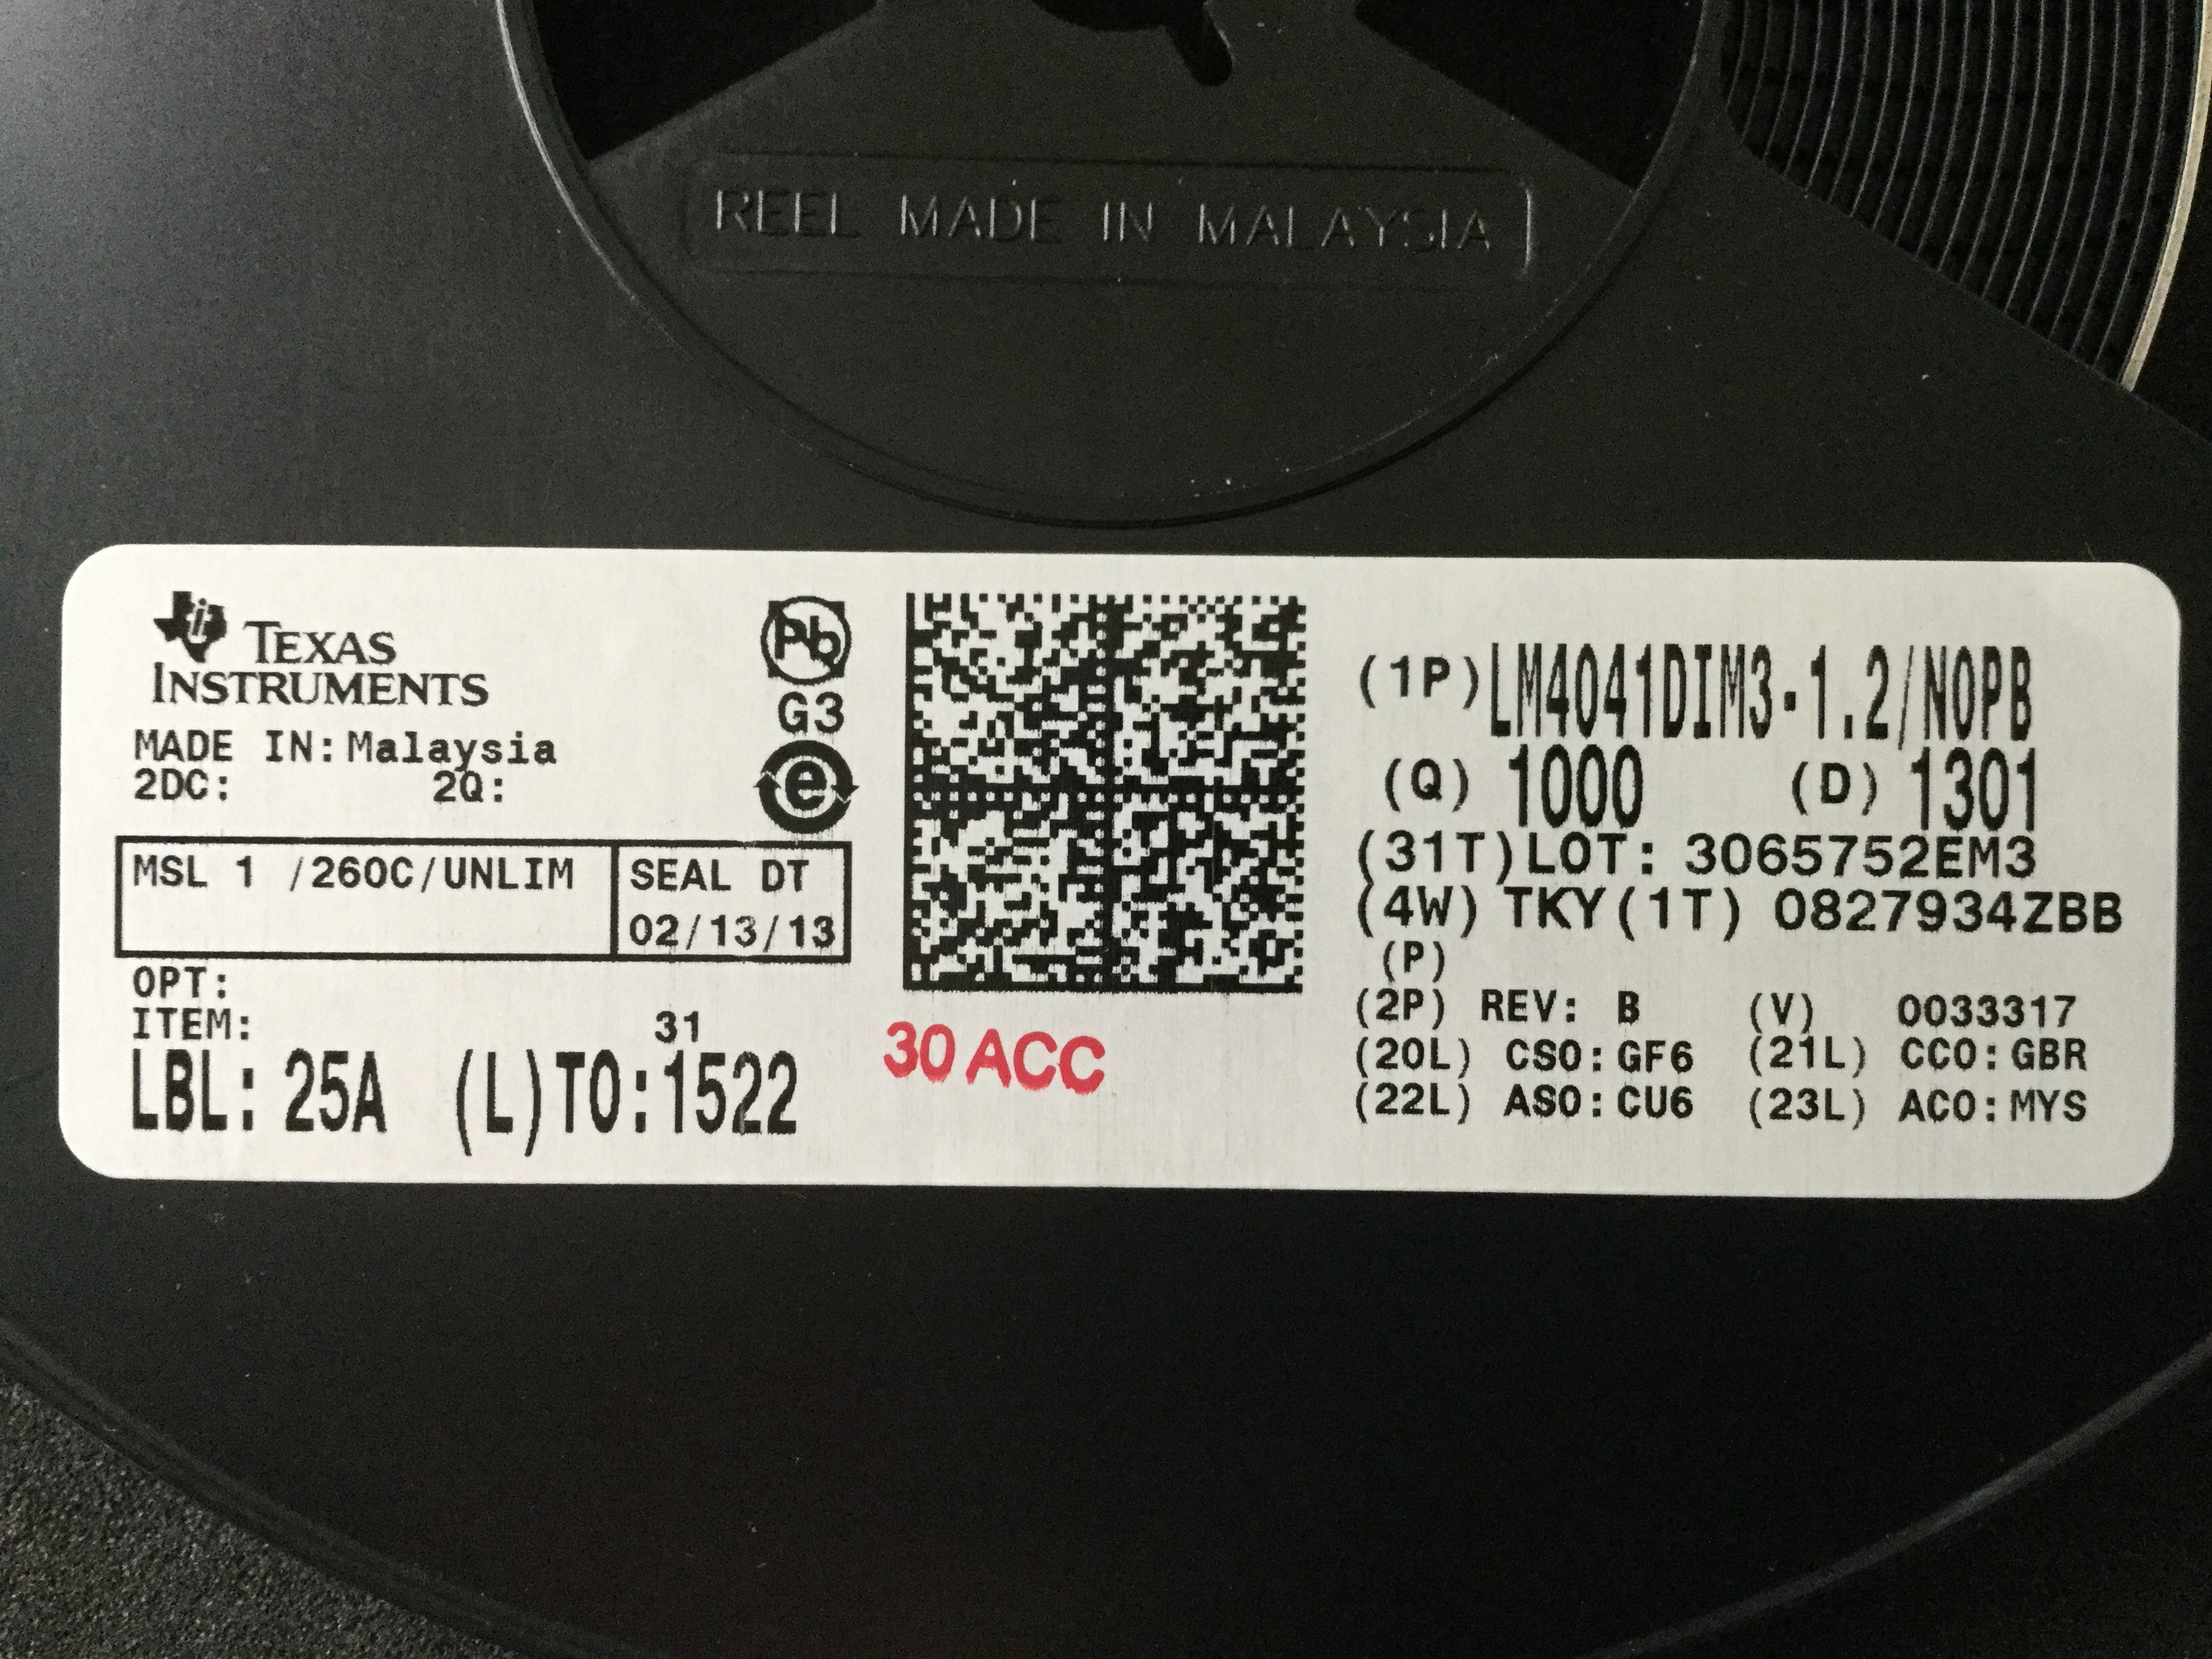 REEL MADE IN MALAYSIA
TEXAS
INSTRUMENTS
MADE IN: Malaysia
2DC: 2Q:
MSL 1 /260C/UNLIM
SEAL DT
02/13/13
OPT:
ITEM: 31
LBL: 25A (L)TO:1522
Pb
G3
e
30 ACC
(1P) LM4041DIM3-1.2/NOPB
(Q) 1000 (D) 1301
(31T)LOT: 3065752EM3
(4W) TKY(1T) 0827934ZBB
(P)
(2P) REV: B (V) 0033317
(20L) CSO:GF6 (21L) CCO:GBR
(22L) ASO:CU6 (23L) ACO:MYS